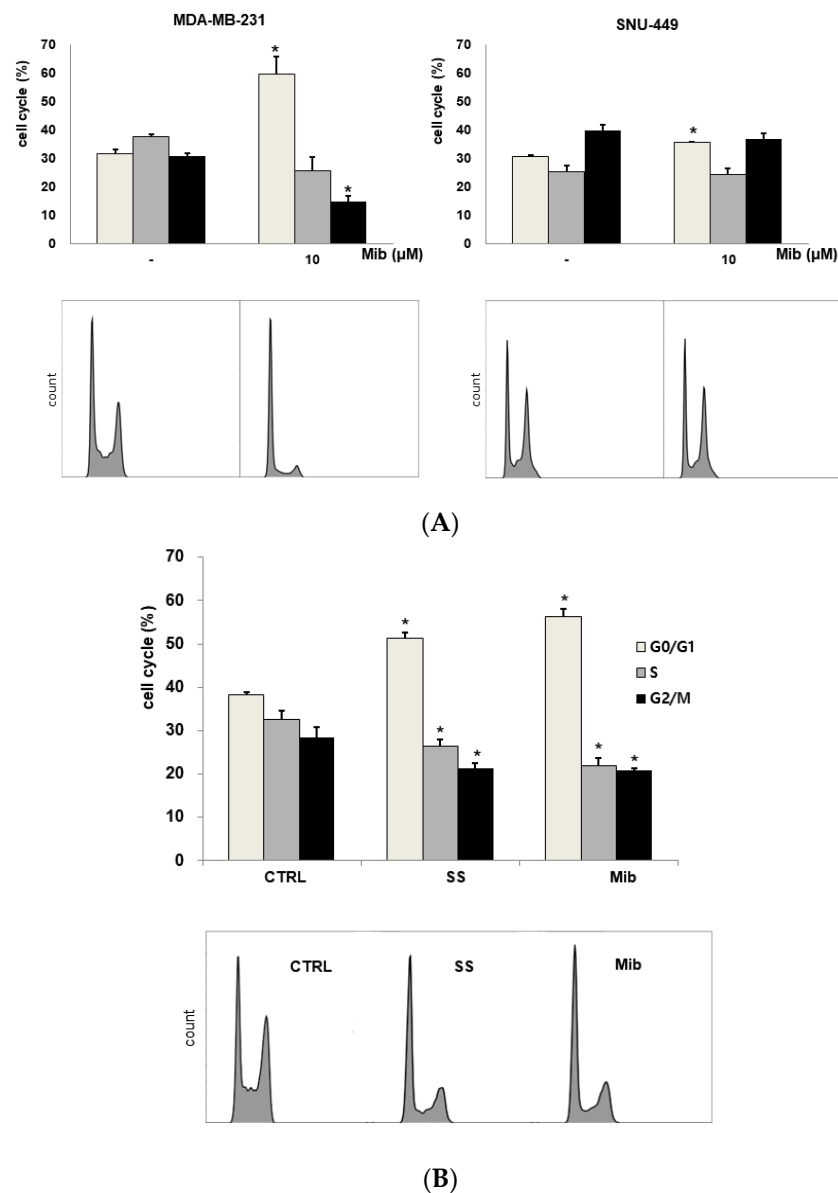 MDA-MB-231
SNU-449
cell cycle (%)
70
60
50
40
30
20
10
0
*
*
-
10
Mib (µM)
cell cycle (%)
70
60
50
40
30
20
10
0
*
-
10
Mib (µM)
count
count
(A)
cell cycle (%)
70
60
50
40
30
20
10
0
*
*
*
*
*
*
G0/G1
S
G2/M
CTRL
SS
Mib
count
CTRL
SS
Mib
(B)